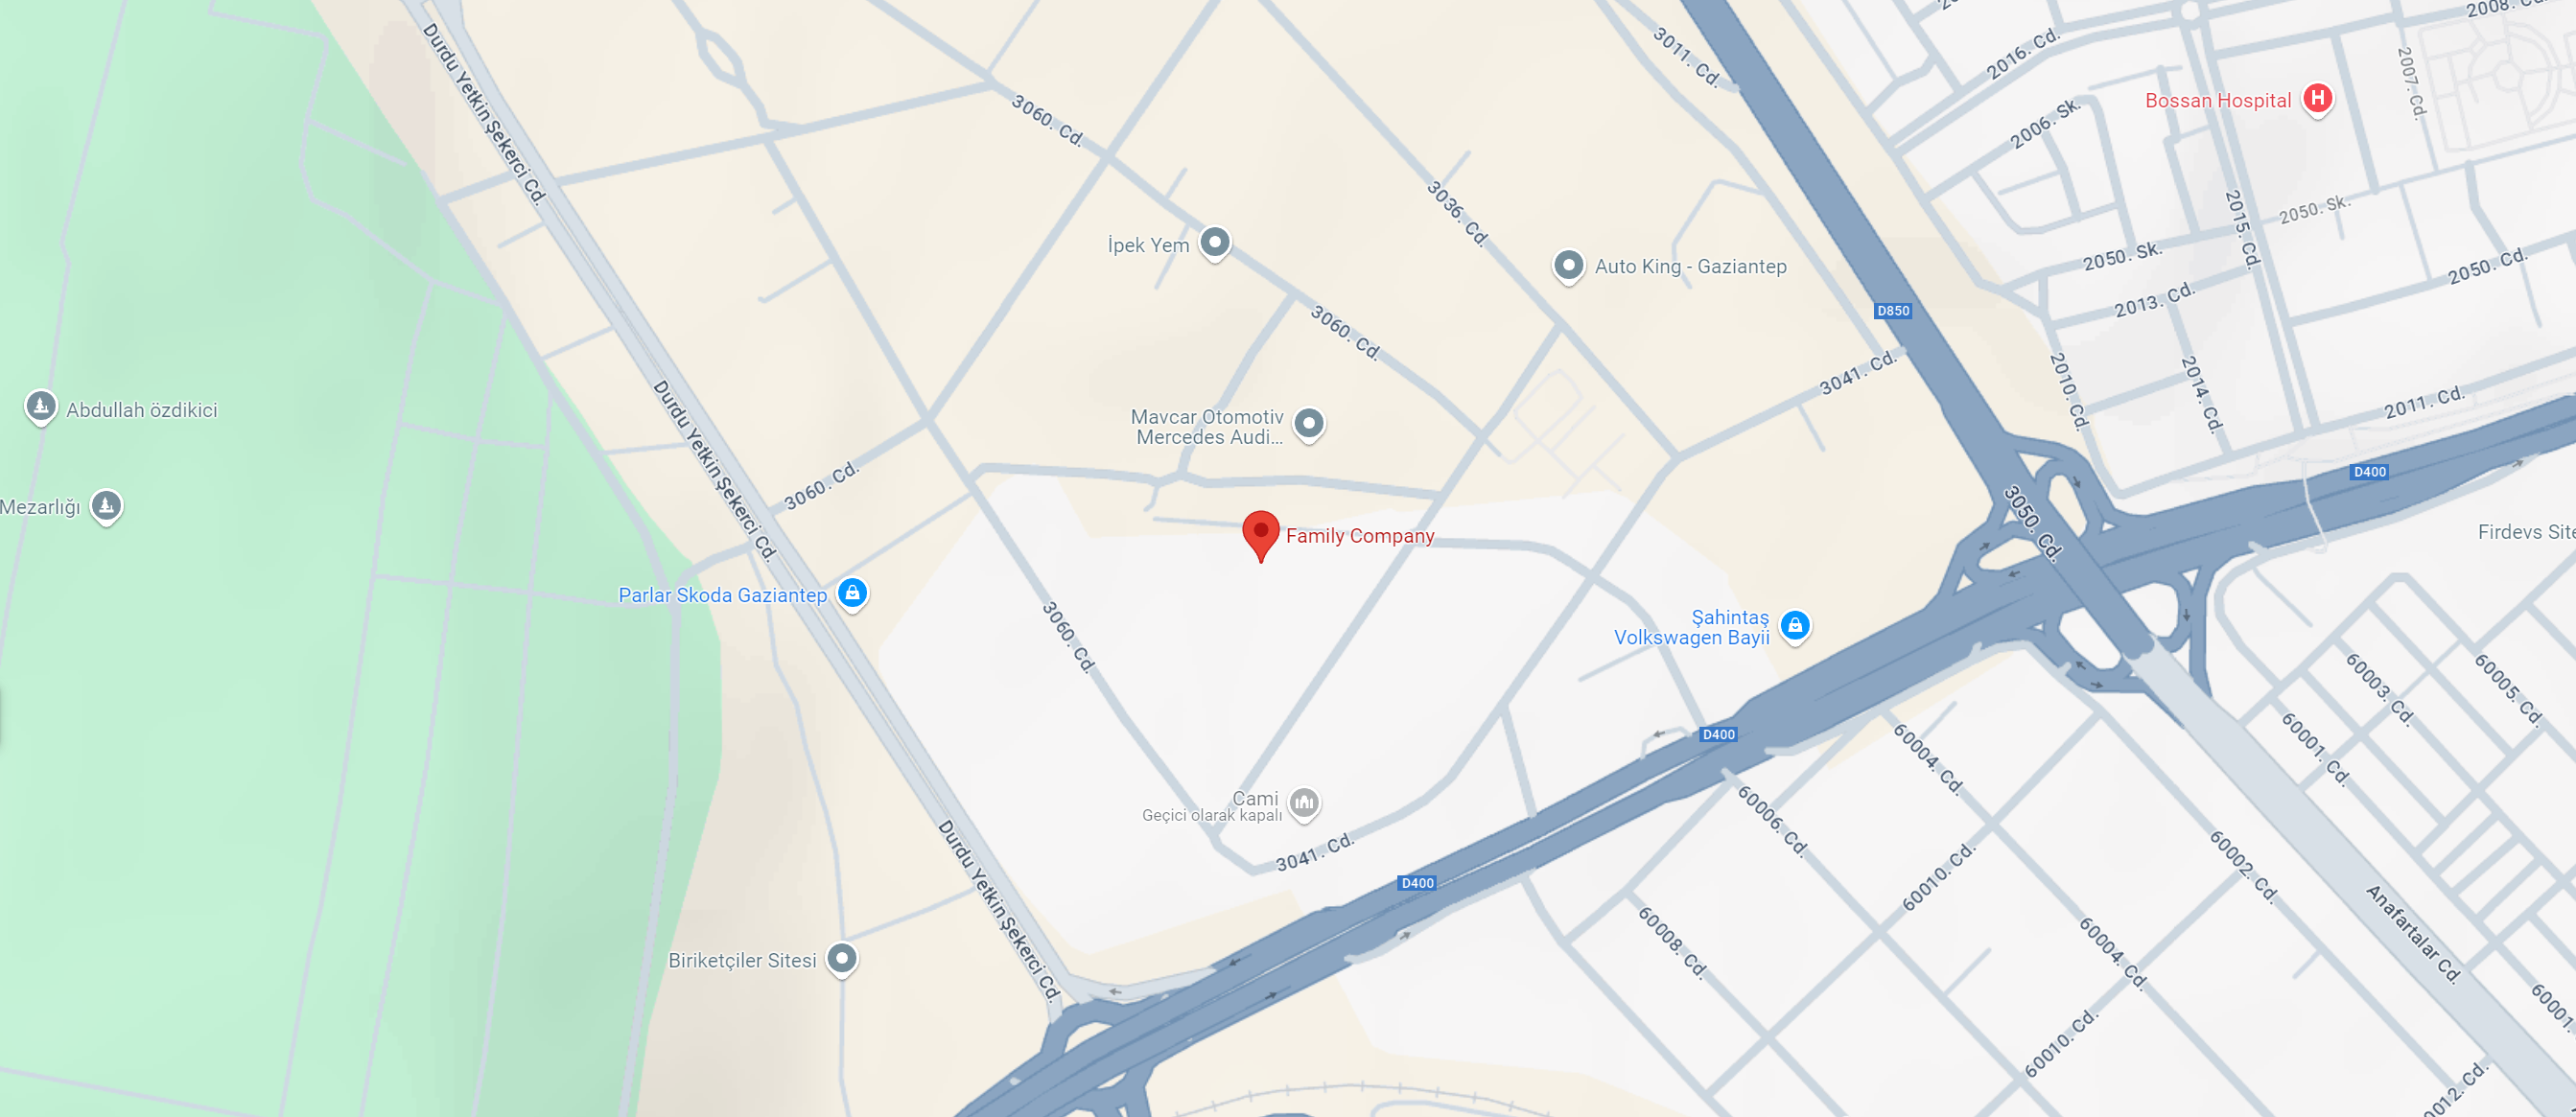 Durdu Yetkin Şekerci Cd.
3011. Cd.
2016. Cd.
2008. Cd.
2007. Cd.
Bossan Hospital
H
3060. Cd.
2006. Sk.
3036. Cd.
2050. Sk.
2015. Cd.
İpek Yem
Auto King - Gaziantep
2050. Sk.
2050. Cd.
2013. Cd.
D850
3060. Cd.
3041. Cd.
2010. Cd.
2014. Cd.
2011. Cd.
Abdullah özdikici
Mavcar Otomotiv
Mercedes Audi...
Durdu Yetkin Şekerci Cd.
3060. Cd.
D400
Mezarlığı
3050. Cd.
Family Company
Firdevs Site
Parlar Skoda Gaziantep
3060. Cd.
Şahintaş
Volkswagen Bayii
60003. Cd.
60005. Cd.
D400
60004. Cd.
60001. Cd.
Cami
Geçici olarak kapalı
60006. Cd.
3041. Cd.
60010. Cd.
60002. Cd.
D400
Durdu Yetkin Şekerci Cd.
60008. Cd.
60004. Cd.
Anafartalar Cd.
Biriketçiler Sitesi
60001.
60010. Cd.
0012. Cd.